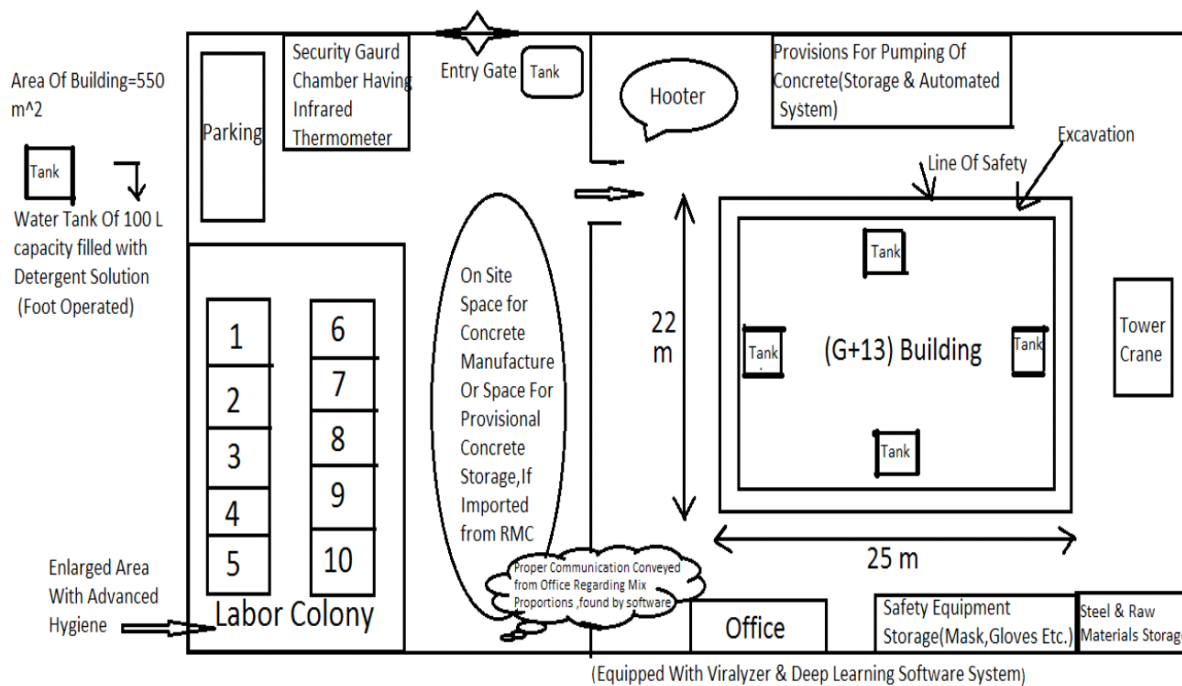 Area Of Building=550
m^2
Tank
Water Tank Of 100 L
capacity filled with
Detergent Solution
(Foot Operated)
Enlarged Area
With Advanced
Hygiene
Parking
Security Gaurd
Chamber Having
Infrared
Thermometer
Entry Gate
Tank
1
2
3
4
5
6
7
8
9
10
Labor Colony
On Site
Space for
Concrete
Manufacture
Or Space For
Provisional
Concrete
Storage,If
Imported
from RMC
Proper Communication Conveyed
from Office Regarding Mix
Proportions ,found by software
Hooter
Provisions For Pumping Of
Concrete(Storage & Automated
System)
Excavation
Line Of Safety
22
m
Tank
Tank
(G+13) Building
Tank
Tank
25 m
Tower
Crane
Office
Safety Equipment
Storage(Mask,Gloves Etc.)
Steel & Raw
Materials Storage
(Equipped With Viralyzer & Deep Learning Software System)